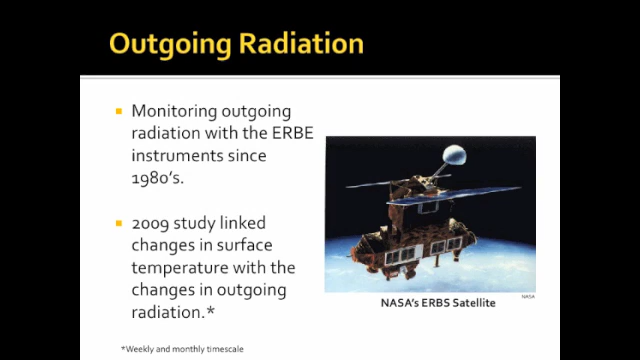 Outgoing Radiation
Monitoring outgoing
radiation with the ERBE
instruments since
1980's.
2009 study linked
changes in surface
temperature with the
changes in outgoing
radiation.*
NASA
NASA's ERBS Satellite
*Weekly and monthly timescale